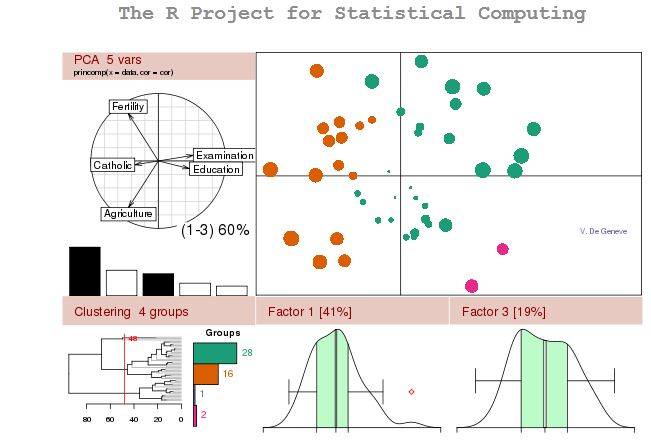 The R Project for Statistical Computing
PCA 5 vars
princomp(x = data, cor = cor)
Fertility
Catholic
Examination
Education
Agriculture
(1-3) 60%
V. De Geneve
Clustering 4 groups
Factor 1 [41%]
Factor 3 [19%]
Groups
48
28
16
1
2
80 60 40 20 0